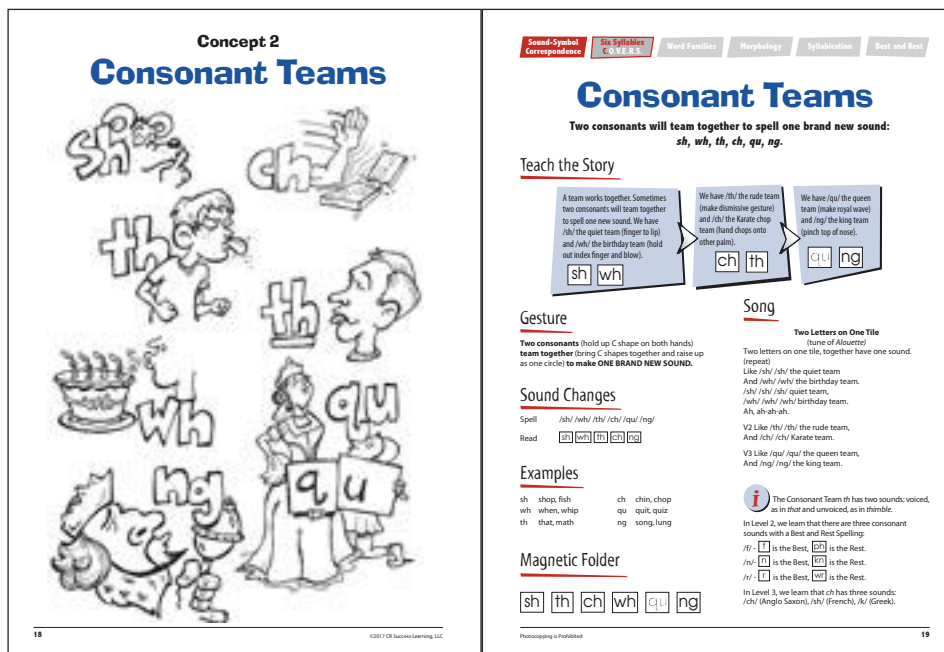 Concept 2
Consonant Teams
sh
ch
th
th
wh
qu
ng
q u
18
©2017 CR Success Learning, LLC
Sound-Symbol
Correspondence
Six Syllables
C.O.V.E.R.S.
Word Families
Morphology
Syllabication
Best and Rest
Consonant Teams
Two consonants will team together to spell one brand new sound:
sh, wh, th, ch, qu, ng.
Teach the Story
A team works together. Sometimes
two consonants will team together
to spell one new sound. We have
/sh/ the quiet team (finger to lip)
and /wh/ the birthday team (hold
out index finger and blow).
sh wh
We have /th/ the rude team
(make dismissive gesture)
and /ch/ the Karate chop
team (hand chops onto
other palm).
ch th
We have /qu/ the queen
team (make royal wave)
and /ng/ the king team
(pinch top of nose).
qu ng
Gesture
Two consonants (hold up C shape on both hands)
team together (bring C shapes together and raise up
as one circle) to make ONE BRAND NEW SOUND.
Sound Changes
Spell /sh/ /wh/ /th/ /ch/ /qu/ /ng/
Read sh wh th ch ng
Examples
sh shop, fish ch chin, chop
wh when, whip qu quit, quiz
th that, math ng song, lung
Magnetic Folder
sh th ch wh qu ng
Song
Two Letters on One Tile
(tune of Alouette)
Two letters on one tile, together have one sound.
(repeat)
Like /sh/ /sh/ the quiet team
And /wh/ /wh/ the birthday team.
/sh/ /sh/ /sh/ quiet team,
/wh/ /wh/ /wh/ birthday team.
Ah, ah-ah-ah.
V2 Like /th/ /th/ the rude team,
And /ch/ /ch/ Karate team.
V3 Like /qu/ /qu/ the queen team,
And /ng/ /ng/ the king team.
i The Consonant Team th has two sounds: voiced,
as in that and unvoiced, as in thimble.
In Level 2, we learn that there are three consonant
sounds with a Best and Rest Spelling:
/f/ - f is the Best, ph is the Rest.
/n/- n is the Best, kn is the Rest.
/r/ - r is the Best, wr is the Rest.
In Level 3, we learn that ch has three sounds:
/ch/ (Anglo Saxon), /sh/ (French), /k/ (Greek).
Photocopying is Prohibited
19